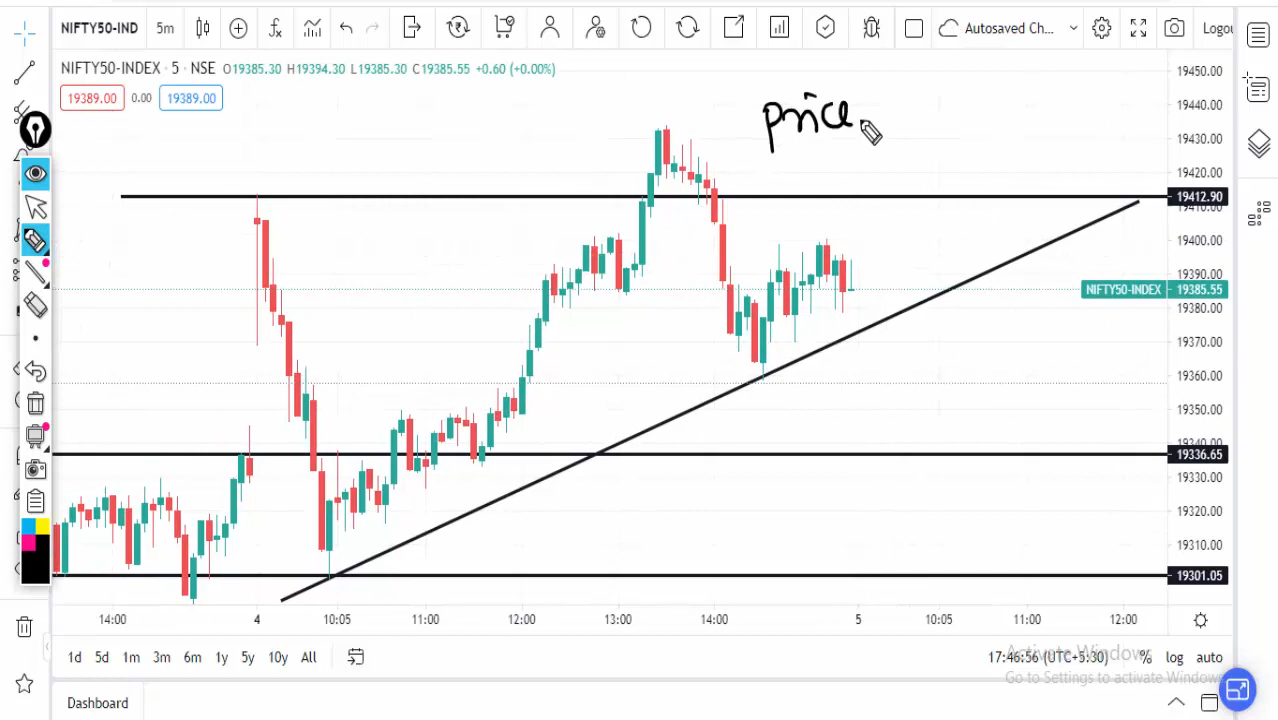 NIFTY50-IND 5m Autosaved Ch... Logou
NIFTY50-INDEX · 5 · NSE O19385.30 H19394.30 L19385.30 C19385.55 +0.60 (+0.00%)
19389.00 0.00 19389.00
price
19450.00
19440.00
19430.00
19420.00
19412.90
19410.00
19400.00
19390.00
NIFTY50-INDEX 19385.55
19380.00
19370.00
19360.00
19350.00
19340.00
19336.65
19330.00
19320.00
19310.00
19301.05
14:00 4 10:05 11:00 12:00 13:00 14:00 5 10:05 11:00 12:00
1d 5d 1m 3m 6m 1y 5y 10y All 17:46:56 (UTC+5:30) % log auto
Activate Windows
Go to Settings to activate Windows
Dashboard